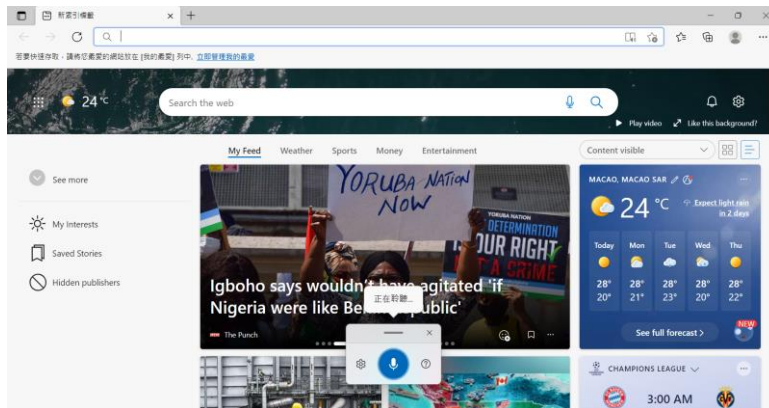 新索引標籤
若要快速存取，請將您最愛的網站放在 [我的最愛] 列中。立即管理我的最愛
24 °C
Search the web
Play video
Like this background?
My Feed
Weather
Sports
Money
Entertainment
Content visible
See more
My Interests
Saved Stories
Hidden publishers
YORUBA NATION
NOW
YORUBA NATION
DETERMINATION
IS OUR RIGHT
NOT A CRIME
Igboho says wouldn't have agitated 'if
Nigeria were like Be
public'
The Punch
正在聆聽...
MACAO, MACAO SAR
24 °C
Expect light rain
in 2 days
Today Mon Tue Wed Thu
28° 28° 28° 28° 28°
20° 21° 23° 20° 22°
See full forecast >
NEW
CHAMPIONS LEAGUE
3:00 AM